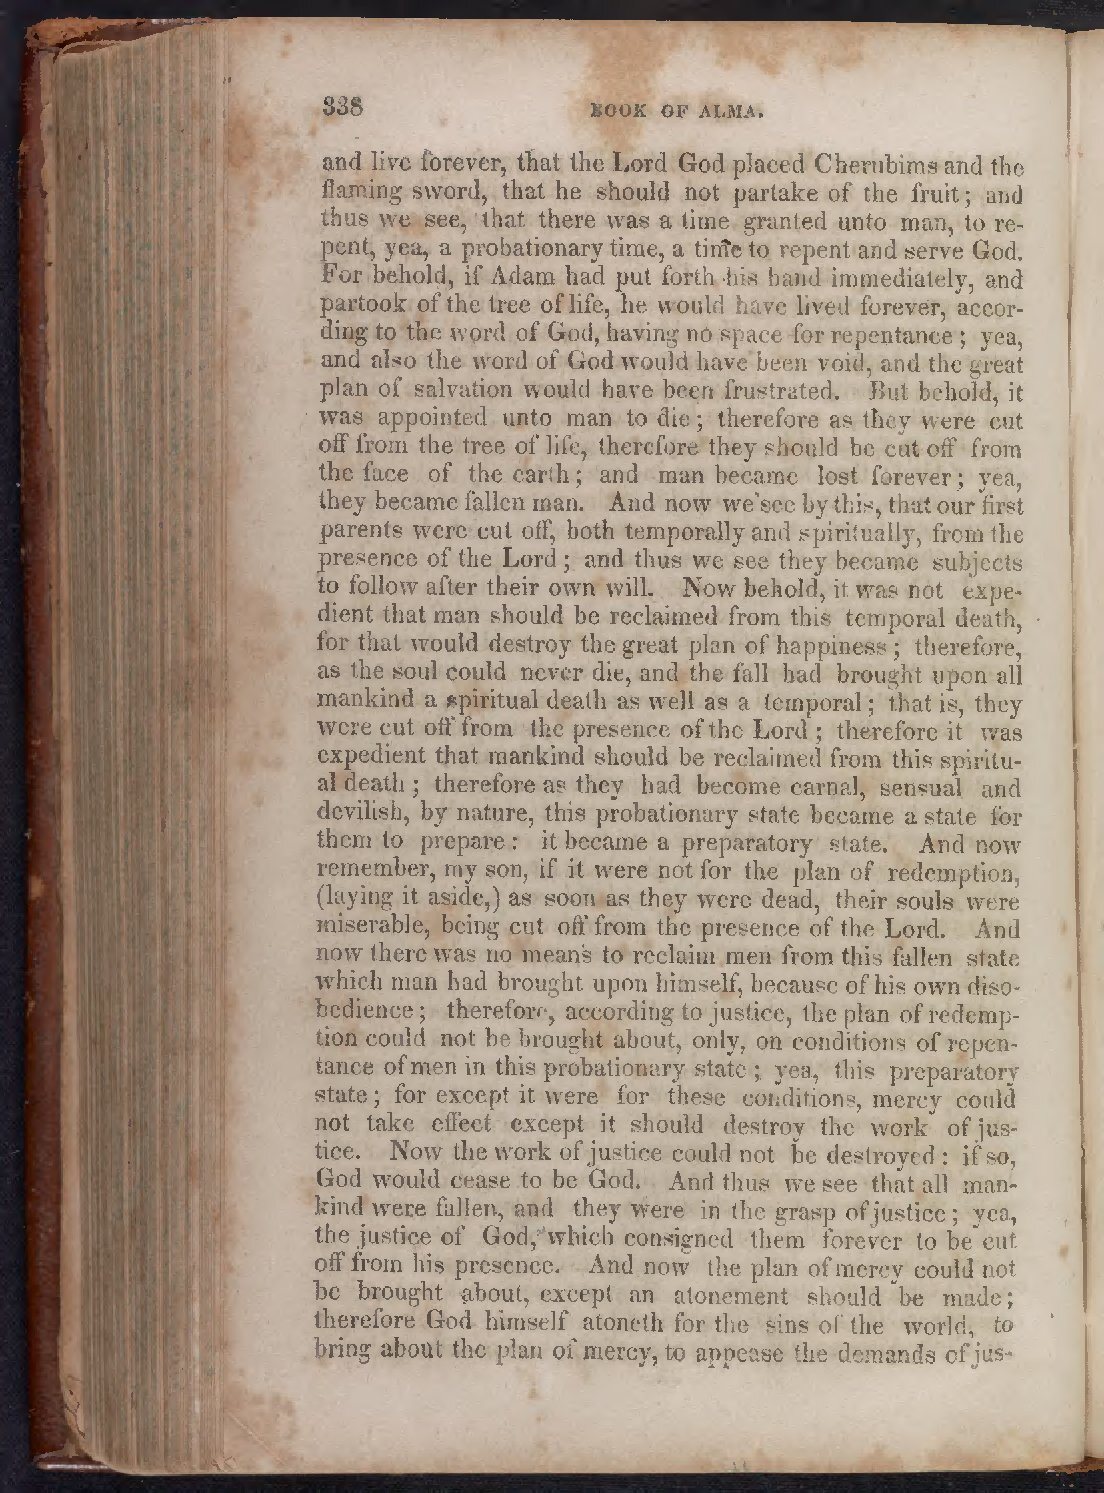 338 BOOK OF ALMA.
and live forever, that the Lord God placed Cherubims and the
flaming sword, that he should not partake of the fruit; and
thus we see, that there was a time granted unto man, to re-
pent, yea, a probationary time, a time to repent and serve God.
For behold, if Adam had put forth his hand immediately, and
partook of the tree of life, he would have lived forever, accor-
ding to the word of God, having no space for repentance; yea,
and also the word of God would have been void, and the great
plan of salvation would have been frustrated. But behold, it
was appointed unto man to die; therefore as they were cut
off from the tree of life, therefore they should be cut off from
the face of the earth; and man became lost forever; yea,
they became fallen man. And now we see by this, that our first
parents were cut off, both temporally and spiritually, from the
presence of the Lord; and thus we see they became subjects
to follow after their own will. Now behold, it was not expe-
dient that man should be reclaimed from this temporal death,
for that would destroy the great plan of happiness; therefore,
as the soul could never die, and the fall had brought upon all
mankind a spiritual death as well as a temporal; that is, they
were cut off from the presence of the Lord; therefore it was
expedient that mankind should be reclaimed from this spiritu-
al death; therefore as they had become carnal, sensual and
devilish, by nature, this probationary state became a state for
them to prepare: it became a preparatory state. And now
remember, my son, if it were not for the plan of redemption,
(laying it aside,) as soon as they were dead, their souls were
miserable, being cut off from the presence of the Lord. And
now there was no means to reclaim men from this fallen state
which man had brought upon himself, because of his own diso-
bedience; therefore, according to justice, the plan of redemp-
tion could not be brought about, only, on conditions of repen-
tance of men in this probationary state; yea, this preparatory
state; for except it were for these conditions, mercy could
not take effect except it should destroy the work of jus-
tice. Now the work of justice could not be destroyed: if so,
God would cease to be God. And thus we see that all man-
kind were fallen, and they were in the grasp of justice; yea,
the justice of God, which consigned them forever to be cut
off from his presence. And now the plan of mercy could not
be brought about, except an atonement should be made;
therefore God himself atoneth for the sins of the world, to
bring about the plan of mercy, to appease the demands of jus-